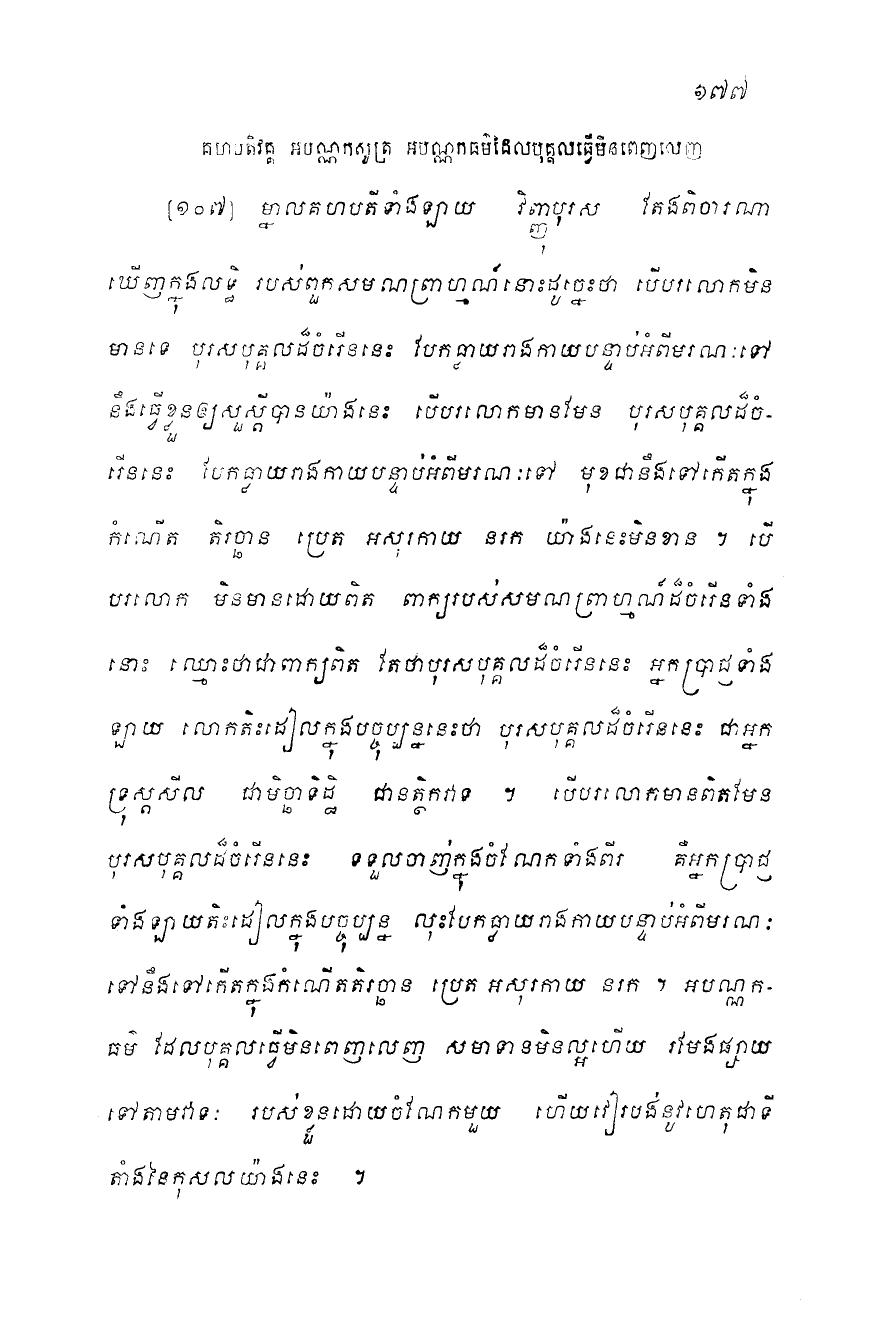 ១៧៧
គហបតិវគ្គ អបណ្ណកសូត្រ អបណ្ណកធម៌ដែលបុគ្គលធ្វើមិនពេញលេញ
[១០៧] ម្នាលគហបតីទាំងឡាយ វិញ្ញុបុរស តែងពិចារណា
ឃើញក្នុងលទ្ធិ របស់ពួកសមណព្រាហ្មណ៍នោះដូច្នេះថា បើបរលោកមិន
មានទេ បុរសបុគ្គលដ៏ចំរើននេះ បែកធ្លាយរាងកាយបន្ទាប់អំពីមរណៈទៅ
នឹងធ្វើខ្លួនឲ្យសួស្តីបានយ៉ាងនេះ បើបរលោកមានមែន បុរសបុគ្គលដ៏ចំ-
រើននេះ បែកធ្លាយរាងកាយបន្ទាប់អំពីមរណៈទៅ មុខជានឹងទៅកើតក្នុង
កំណើត តិរច្ឆាន ប្រេត អសុរកាយ នរក យ៉ាងនេះមិនខាន ។ បើ
បរលោក មិនមានដោយពិត ពាក្យរបស់សមណព្រាហ្មណ៍ដ៏ចំរើនទាំង
នោះ ឈ្មោះថាជាពាក្យពិត តែថាបុរសបុគ្គលដ៏ចំរើននេះ អ្នកប្រាជ្ញទាំង
ឡាយ លោកតិះដៀលក្នុងបច្ចុប្បន្ននេះថា បុរសបុគ្គលដ៏ចំរើននេះ ជាអ្នក
ទ្រុស្តសីល ជាមិច្ឆាទិដ្ឋិ ជានត្ថិកវាទ ។ បើបរលោកមានពិតមែន
បុរសបុគ្គលដ៏ចំរើននេះ ទទួលចាញ់ក្នុងចំណែកទាំងពីរ គឺអ្នកប្រាជ្ញ
ទាំងឡាយតិះដៀលក្នុងបច្ចុប្បន្ន លុះបែកធ្លាយរាងកាយបន្ទាប់អំពីមរណៈ
ទៅនឹងទៅកើតក្នុងកំណើតតិរច្ឆាន ប្រេត អសុរកាយ នរក ។ អបណ្ណក-
ធម៌ ដែលបុគ្គលធ្វើមិនពេញលេញ សមាទានមិនល្អហើយ រមែងផ្សាយ
ទៅតាមវាទៈ របស់ខ្លួនដោយចំណែកមួយ ហើយវៀរបង់នូវហេតុជាទី
តាំងនៃកុសលយ៉ាងនេះ ។